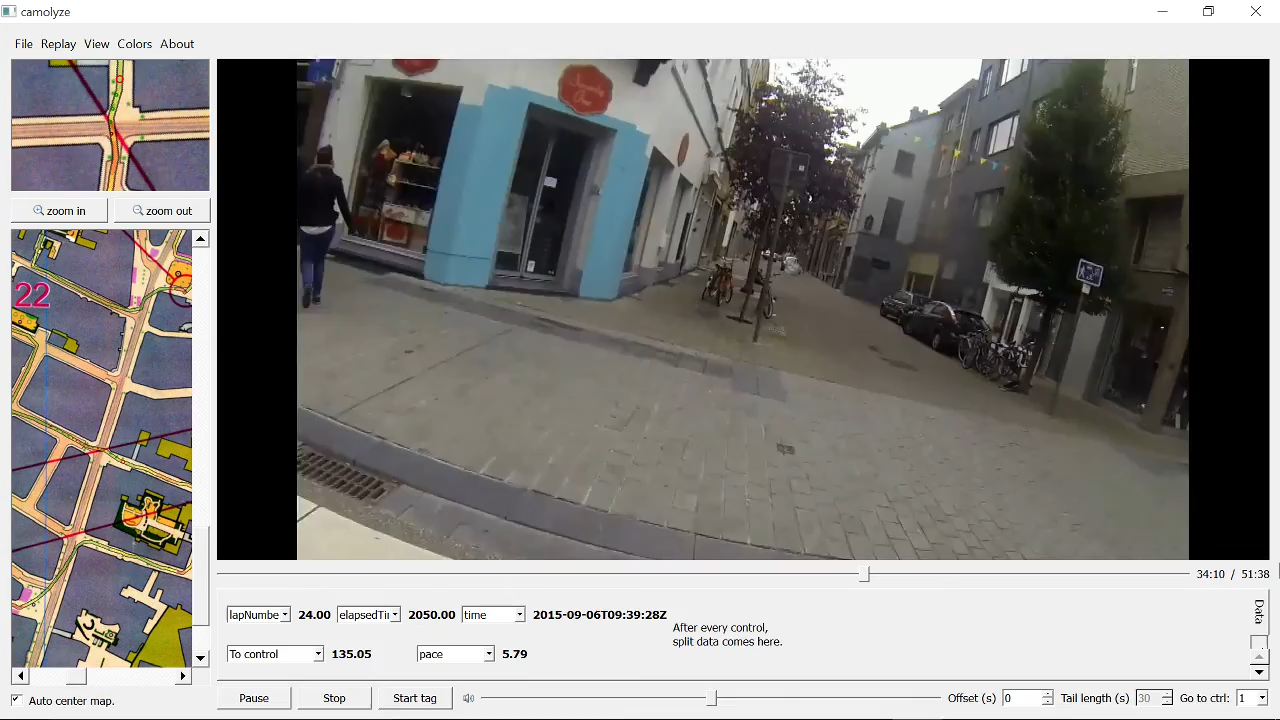 camolyze
File Replay View Colors About
zoom in zoom out
22
34:10 / 51:38
lapNumbe 24.00 elapsedTii 2050.00 time 2015-09-06T09:39:28Z
After every control,
split data comes here.
To control 135.05 pace 5.79
Data
Auto center map.
Pause Stop Start tag
Offset (s) 0 Tail length (s) 30 Go to ctrl: 1